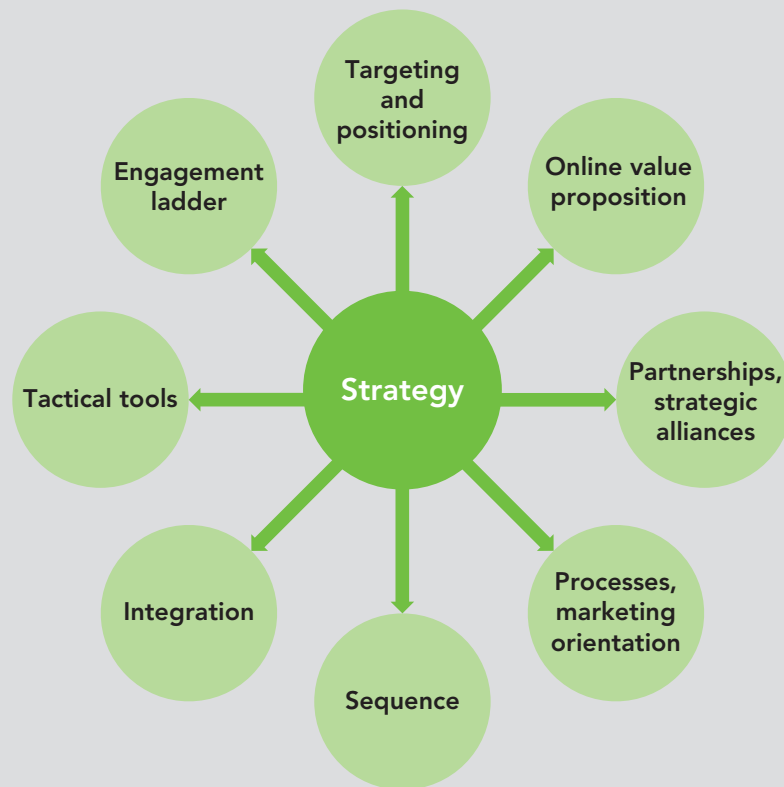 Targeting
and
positioning
Online value
proposition
Partnerships,
strategic
alliances
Processes,
marketing
orientation
Sequence
Integration
Tactical tools
Engagement
ladder
Strategy